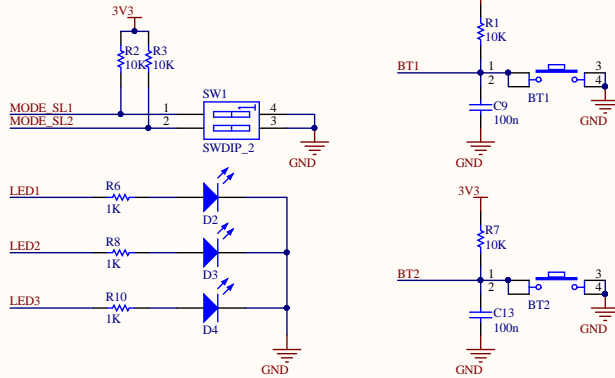 3V3
R2
R3
10K
10K
MODE_SL1
MODE_SL2
1
2
SW1
4
3
SWDIP_2
GND
LED1
R6
1K
D2
LED2
R8
1K
D3
LED3
R10
1K
D4
GND
R1
10K
BT1
1
2
3
4
BT1
C9
100n
GND
GND
3V3
R7
10K
BT2
1
2
3
4
BT2
C13
100n
GND
GND